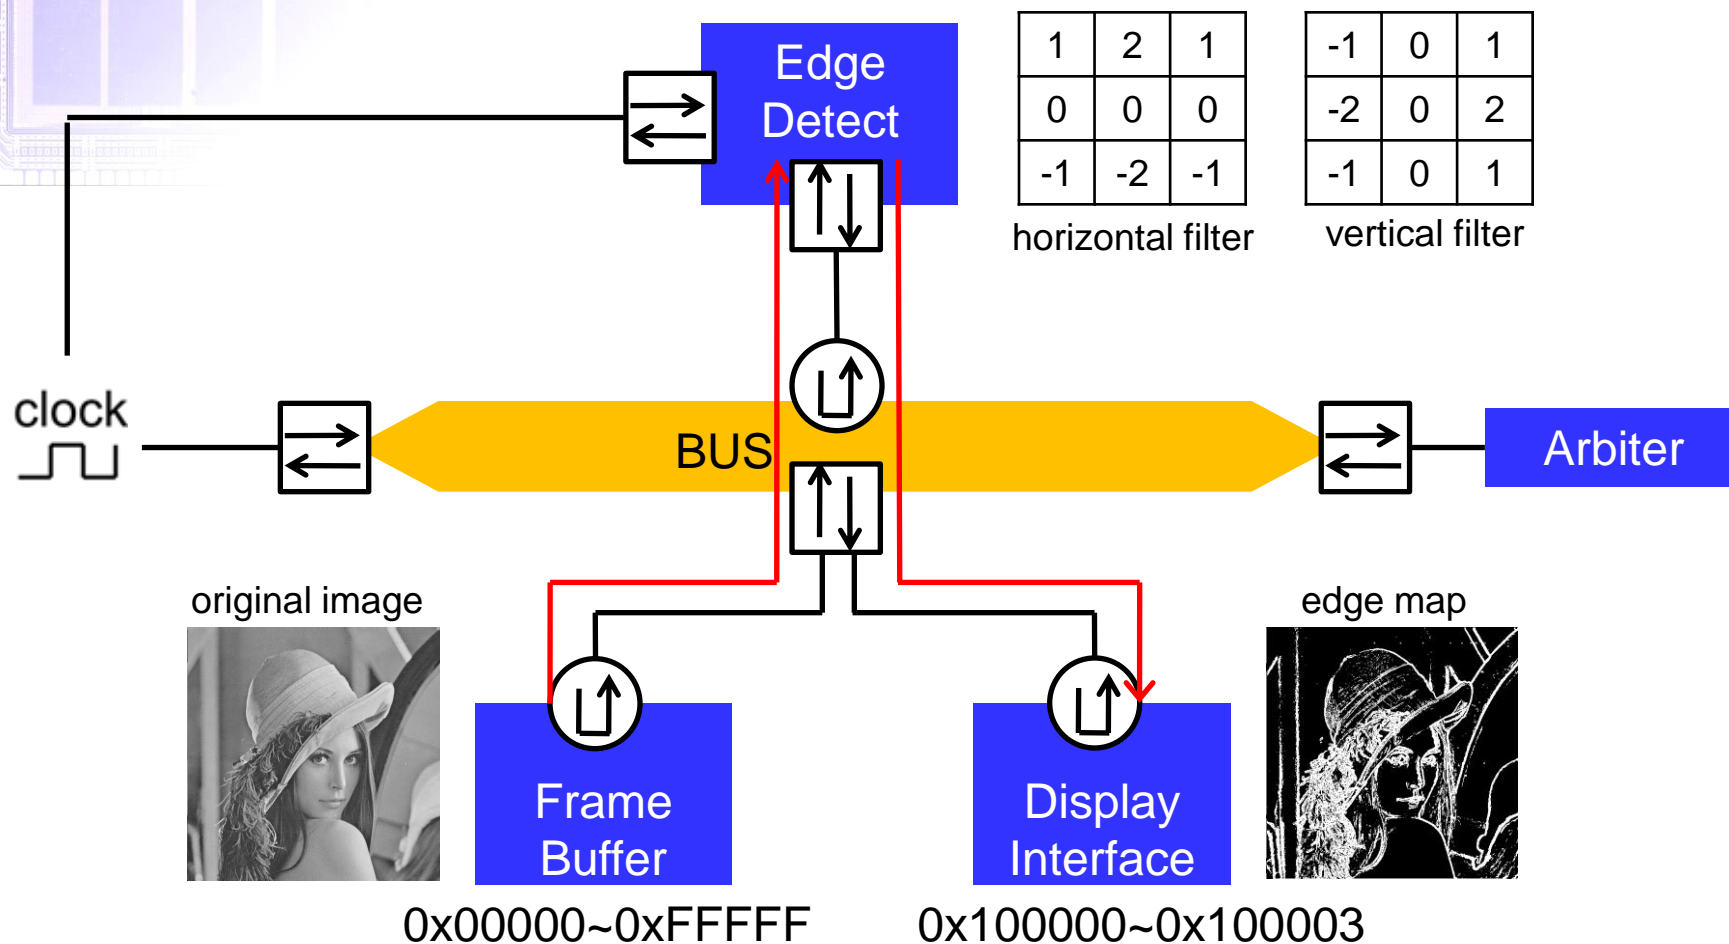 Edge
Detect
1 2 1
0 0 0
-1 -2 -1
horizontal filter
-1 0 1
-2 0 2
-1 0 1
vertical filter
clock
BUS
Arbiter
original image
edge map
Frame
Buffer
Display
Interface
0x00000~0xFFFFF
0x100000~0x100003